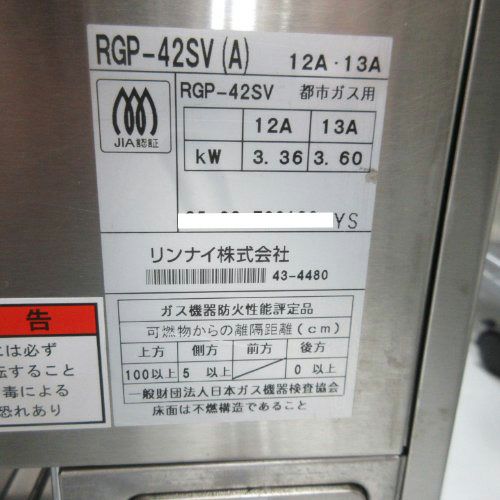 RGP-42SV(A) 12A・13A
JIA認証
RGP-42SV 都市ガス用
12A 13A
kW 3.36 3.60
YS
リンナイ株式会社
43-4480
ガス機器防火性能評定品
可燃物からの離隔距離(cm)
上方 側方 前方 後方
100以上 5 以上 0 以上
一般財団法人日本ガス機器検査協会
床面は不燃構造であること
告
には必ず
転すること
毒による
恐れあり